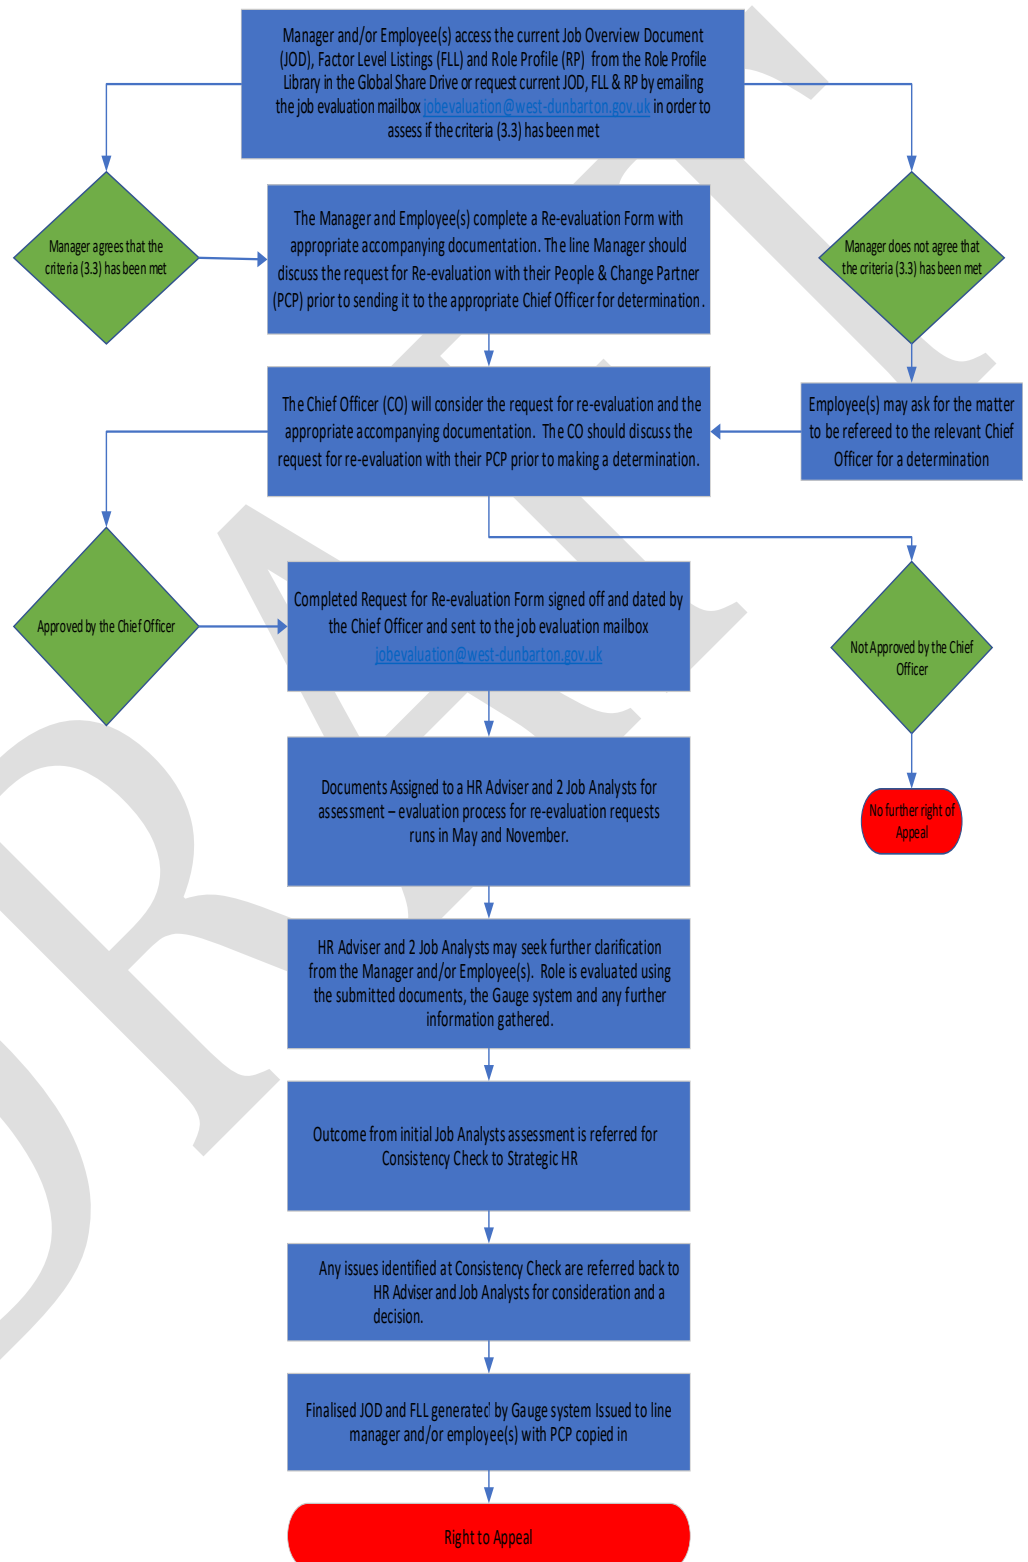 Manager and/or Employee(s) access the current Job Overview Document
(JOD), Factor Level Listings (FLL) and Role Profile (RP) from the Role Profile
Library in the Global Share Drive or request current JOD, FLL & RP by emailing
the job evaluation mailbox jobevaluation@west-dunbarton.gov.uk in order to
assess if the criteria (3.3) has been met
Manager agrees that the
criteria (3.3) has been met
The Manager and Employee(s) complete a Re-evaluation Form with
appropriate accompanying documentation. The line Manager should
discuss the request for Re-evaluation with their People & Change Partner
(PCP) prior to sending it to the appropriate Chief Officer for determination.
Manager does not agree that
the criteria (3.3) has been met
The Chief Officer (CO) will consider the request for re-evaluation and the
appropriate accompanying documentation. The CO should discuss the
request for re-evaluation with their PCP prior to making a determination.
Employee(s) may ask for the matter
to be refereed to the relevant Chief
Officer for a determination
Approved by the Chief Officer
Completed Request for Re-evaluation Form signed off and dated by
the Chief Officer and sent to the job evaluation mailbox
jobevaluation@west-dunbarton.gov.uk
Not Approved by the Chief
Officer
Documents Assigned to a HR Adviser and 2 Job Analysts for
assessment – evaluation process for re-evaluation requests
runs in May and November.
No further right of
Appeal
HR Adviser and 2 Job Analysts may seek further clarification
from the Manager and/or Employee(s). Role is evaluated using
the submitted documents, the Gauge system and any further
information gathered.
Outcome from initial Job Analysts assessment is referred for
Consistency Check to Strategic HR
Any issues identified at Consistency Check are referred back to
HR Adviser and Job Analysts for consideration and a
decision.
Finalised JOD and FLL generated by Gauge system Issued to line
manager and/or employee(s) with PCP copied in
Right to Appeal
DRAFT